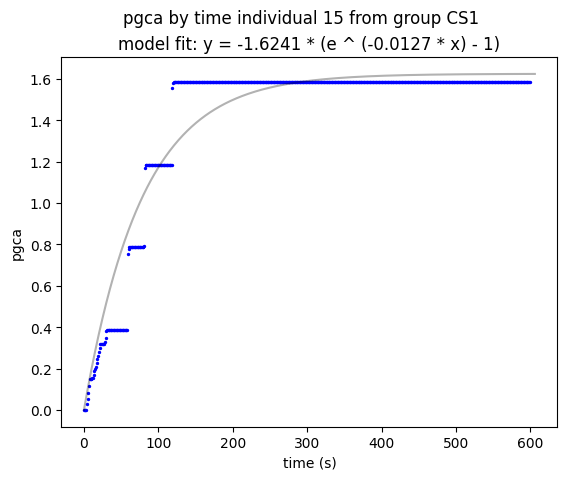 pgca by time individual 15 from group CS1
model fit: y = -1.6241 * (e ^ (-0.0127 * x) - 1)
1.6
1.4
1.2
1.0
0.8
0.6
0.4
0.2
0.0
pgca
0 100 200 300 400 500 600
time (s)